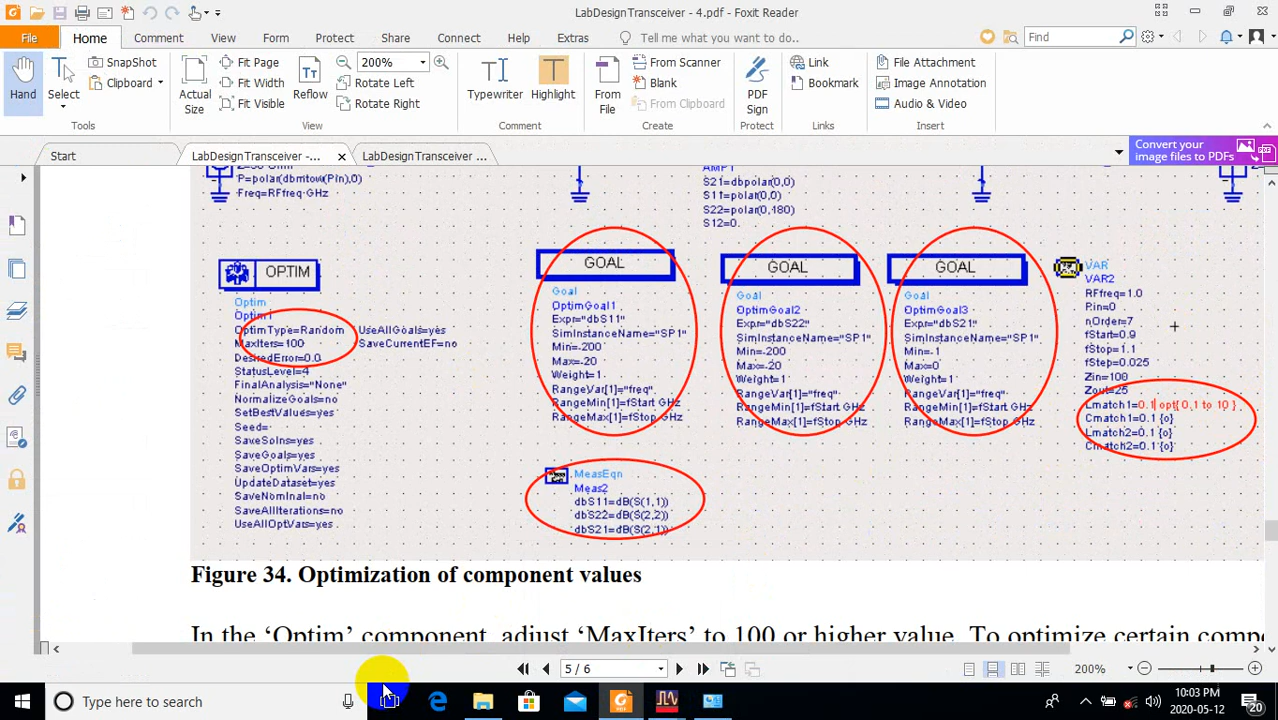 LabDesignTransceiver - 4.pdf - Foxit Reader
File
Home
Comment
View
Form
Protect
Share
Connect
Help
Extras
Tell me what you want to do..
Find
Hand
Select
SnapShot
Clipboard
Tools
Actual Size
Fit Page
Fit Width
Fit Visible
Reflow
200%
Rotate Left
Rotate Right
View
Typewriter
Highlight
Comment
From File
From Scanner
Blank
From Clipboard
Create
PDF Sign
Protect
Link
Bookmark
Links
File Attachment
Image Annotation
Audio & Video
Insert
Start
LabDesignTransceiver -...
LabDesignTransceiver ...
Convert your image files to PDFs
P=polar(dbmtow(Pin),0)
Freq=RFfreq GHz
AMP1
S21=dbpolar(0,0)
S11=polar(0,0)
S22=polar(0,180)
S12=0.
OPTIM
Optim
Optim1
OptimType=Random
MaxIters=100
DesiredError=0.0
StatusLevel=4
FinalAnalysis="None"
NormalizeGoals=no
SetBestValues=yes
Seed=
SaveSolns=yes
SaveGoals=yes
SaveOptimVars=yes
UpdateDataset=yes
SaveNominal=no
SaveAllIterations=no
UseAllOptVars=yes
UseAllGoals=yes
SaveCurrentEF=no
GOAL
Goal
OptimGoal1
Expr="dbS11"
SimInstanceName="SP1"
Min=-200
Max=-20
Weight=1
RangeVar[1]="freq"
RangeMin[1]=fStart GHz
RangeMax[1]=fStop GHz
GOAL
Goal
OptimGoal2
Expr="dbS22"
SimInstanceName="SP1"
Min=-200
Max=-20
Weight=1
RangeVar[1]="freq"
RangeMin[1]=fStart GHz
RangeMax[1]=fStop GHz
GOAL
Goal
OptimGoal3
Expr="dbS21"
SimInstanceName="SP1"
Min=-1
Max=0
Weight=1
RangeVar[1]="freq"
RangeMin[1]=fStart GHz
RangeMax[1]=fStop GHz
VAR
VAR2
RFfreq=1.0
Pin=0
nOrder=7
fStart=0.9
fStop=1.1
fStep=0.025
Zin=100
Zout=25
Lmatch1=0.1 opt{ 0.1 to 10 }
Cmatch1=0.1 {o}
Lmatch2=0.1 {o}
Cmatch2=0.1 {o}
MeasEqn
Meas2
dbS11=dB(S(1,1))
dbS22=dB(S(2,2))
dbS21=dB(S(2,1))
Figure 34. Optimization of component values
In the ‘Optim’ component, adjust ‘MaxIters’ to 100 or higher value. To optimize certain comp
5 / 6
200%
Type here to search
10:03 PM
2020-05-12
20